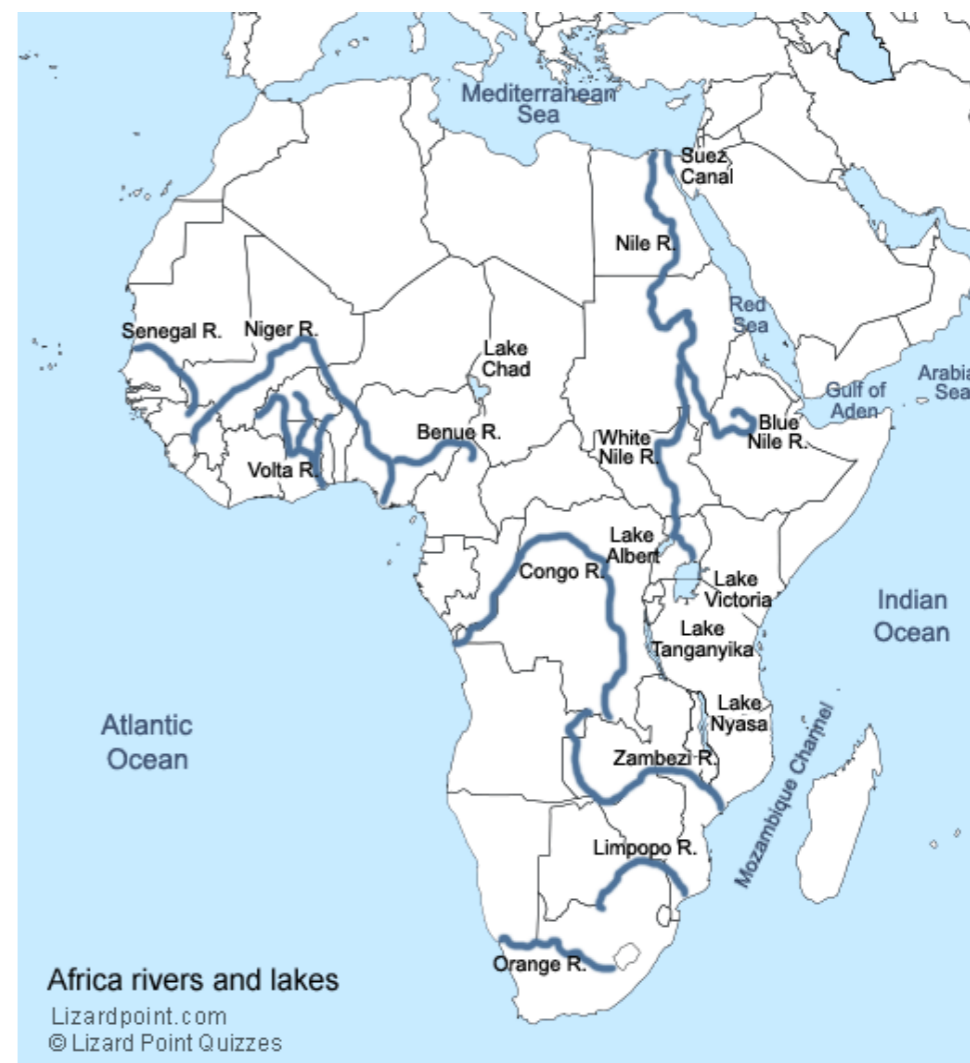 Mediterranean
Sea
Suez
Canal
Nile R.
Red
Sea
Senegal R.
Niger R.
Lake
Chad
Arabia
Sea
Gulf of
Aden
Blue
Nile R.
Benue R.
White
Nile R.
Volta R.
Lake
Albert
Congo R.
Lake
Victoria
Indian
Ocean
Lake
Tanganyika
Lake
Nyasa
Atlantic
Ocean
Mozambique Channel
Zambezi R.
Limpopo R.
Orange R.
Africa rivers and lakes
Lizardpoint.com
© Lizard Point Quizzes